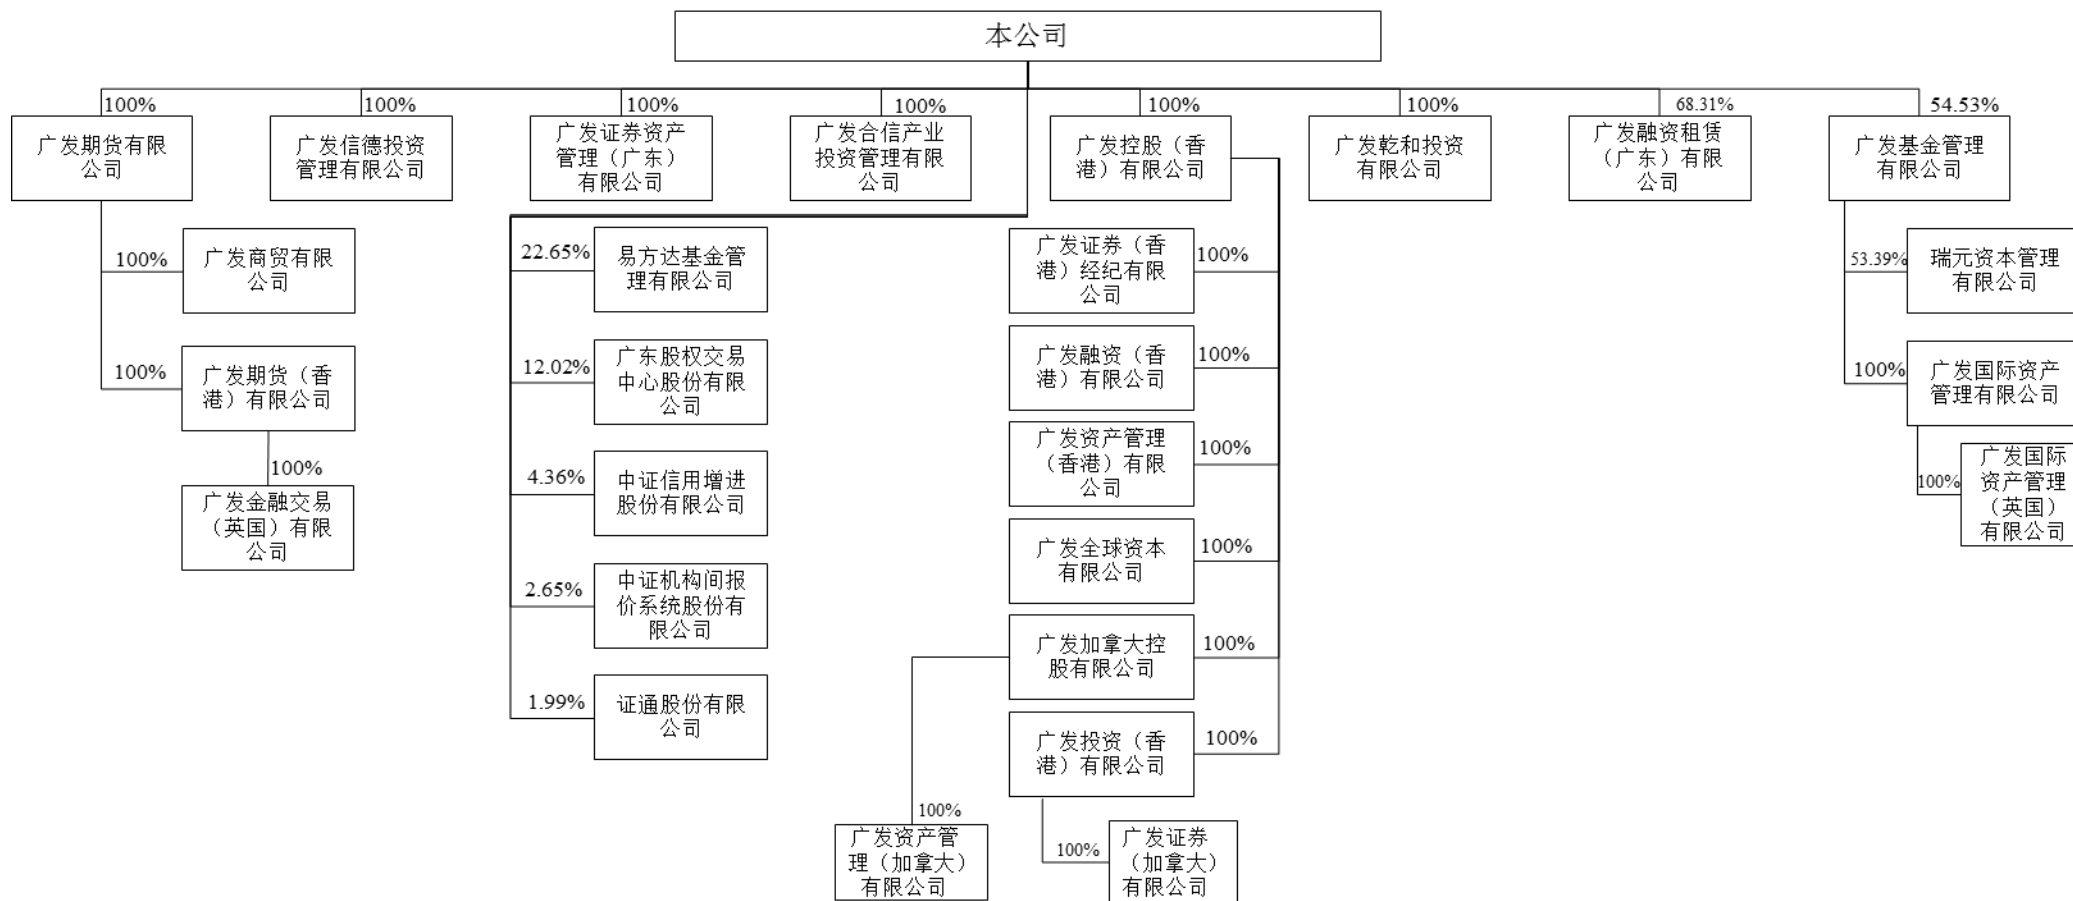 本公司
100%
100%
100%
100%
100%
100%
68.31%
54.53%
广发期货有限
公司
广发信德投资
管理有限公司
广发证券资产
管理（广东）
有限公司
广发合信产业
投资管理有限
公司
广发控股（香
港）有限公司
广发乾和投资
有限公司
广发融资租赁
（广东）有限
公司
广发基金管理
有限公司
100%
广发商贸有限
公司
100%
广发期货（香
港）有限公司
100%
广发金融交易
（英国）有限
公司
22.65%
易方达基金管
理有限公司
12.02%
广东股权交易
中心股份有限
公司
4.36%
中证信用增进
股份有限公司
2.65%
中证机构间报
价系统股份有
限公司
1.99%
证通股份有限
公司
广发证券（香
港）经纪有限
公司
100%
广发融资（香
港）有限公司
100%
广发资产管理
（香港）有限
公司
100%
广发全球资本
有限公司
100%
广发加拿大控
股有限公司
100%
广发投资（香
港）有限公司
100%
100%
广发资产管
理（加拿大）
有限公司
100%
广发证券
（加拿大）
有限公司
53.39%
瑞元资本管理
有限公司
100%
广发国际资产
管理有限公司
100%
广发国际
资产管理
（英国）
有限公司